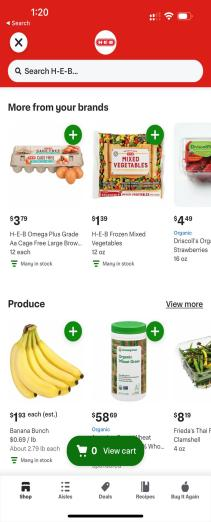 1:20
Search
H-E-B
Search H-E-B...
More from your brands
$3.79
H-E-B Omega Plus Grade
Aa Cage Free Large Brow...
12 each
Many in stock
MIXED
VEGETABLES
$1.39
H-E-B Frozen Mixed
Vegetables
12 oz
Many in stock
$4.49
Organic
Driscoll's Orga
Strawberries
16 oz
Produce
View more
$1.93 each (est.)
Banana Bunch
$0.69 / lb
About 2.79 lb each
Many in stock
Organic
Wheat Grass
$58.69
Organic
$8.19
Frieda's Thai F
Clamshell
4 oz
0 View cart
Shop
Aisles
Deals
Recipes
Buy It Again